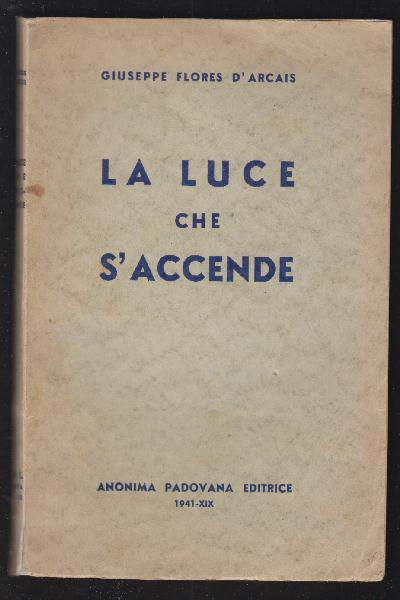 GIUSEPPE FLORES D'ARCAIS
LA LUCE
CHE
S'ACCENDE
ANONIMA PADOVANA EDITRICE
1941-XIX